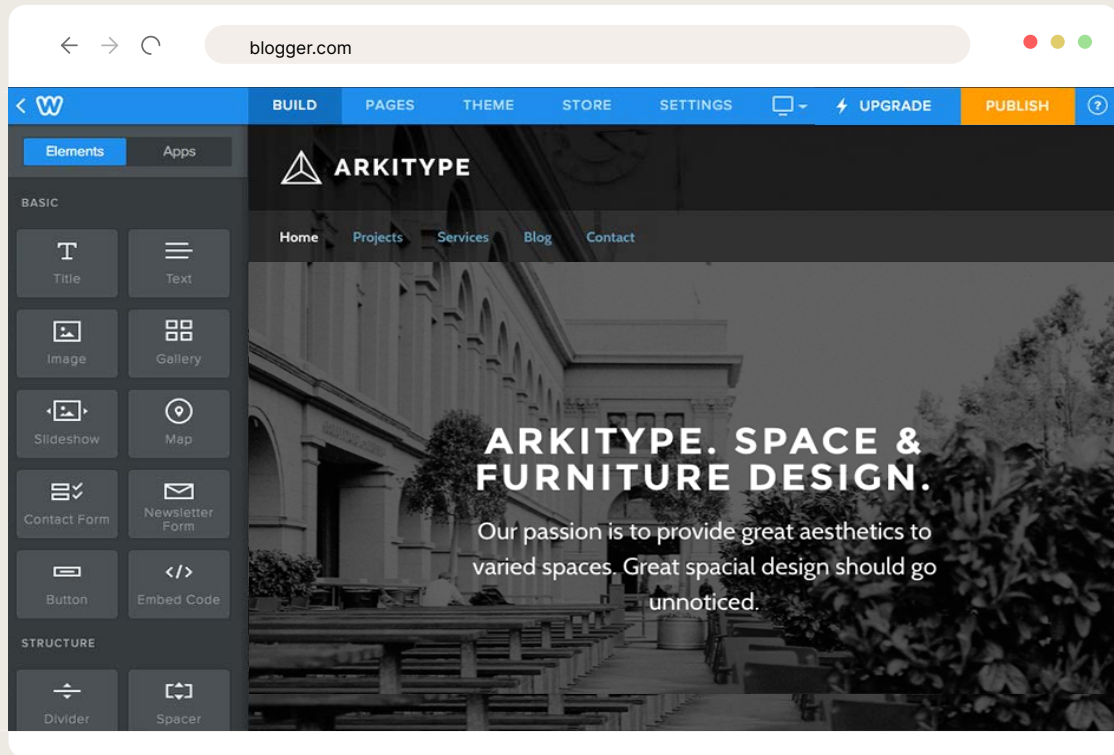 blogger.com
BUILD
PAGES
THEME
STORE
SETTINGS
UPGRADE
PUBLISH
?
Elements
Apps
BASIC
Title
Text
Image
Gallery
Slideshow
Map
Contact Form
Newsletter
Form
Button
Embed Code
STRUCTURE
Divider
Spacer
ARKITYPE
Home
Projects
Services
Blog
Contact
ARKITYPE. SPACE &
FURNITURE DESIGN.
Our passion is to provide great aesthetics to
varied spaces. Great spacial design should go
unnoticed.